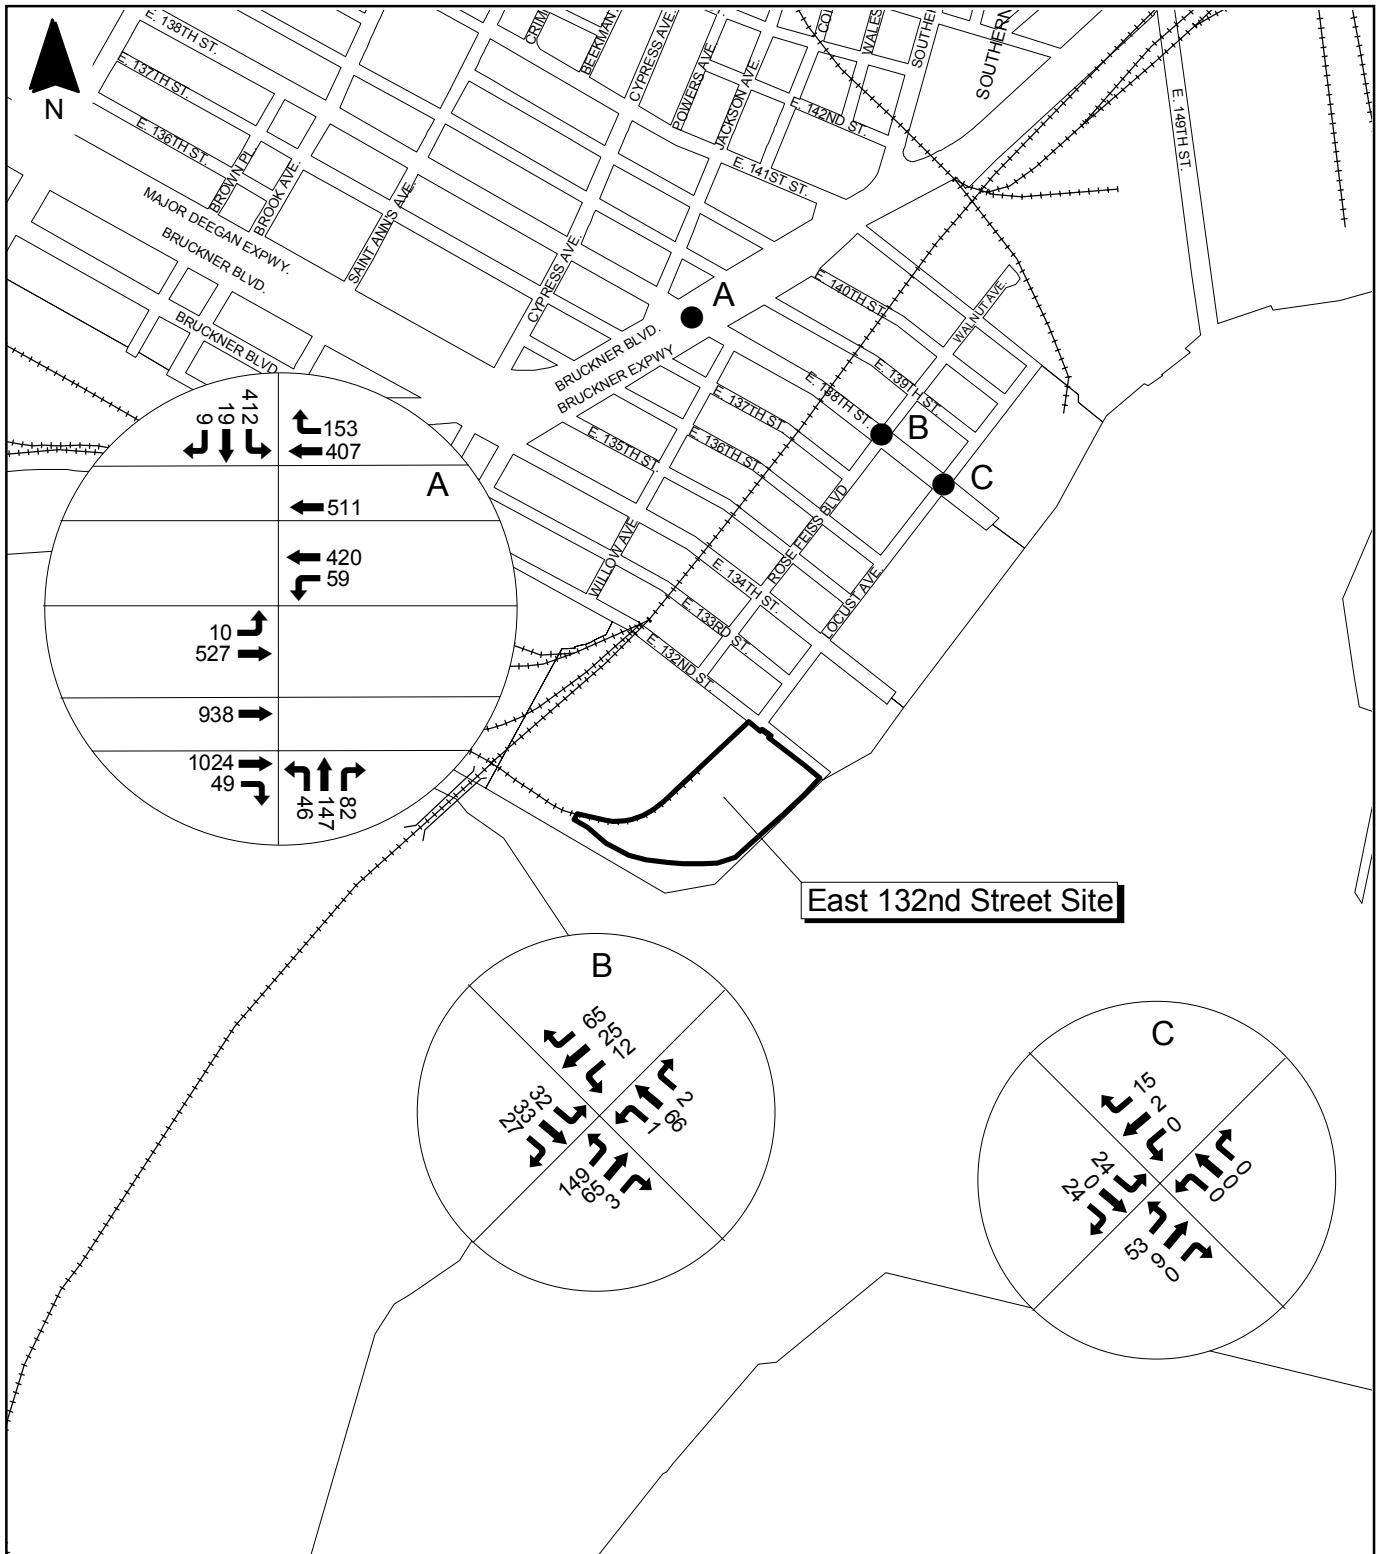 N
E. 138TH ST.
E. 137TH ST.
E. 136TH ST.
BROWN PL.
BROOK AVE.
SAINT ANN'S AVE.
MAJOR DEEGAN EXPWY.
BRUCKNER BLVD.
BRUCKNER BLVD.
CYPRESS AVE.
BEEKMAN
CYPRESS AVE.
POWERS AVE.
JACKSON AVE.
WALES
SOUTHERN
E. 142ND ST.
E. 141ST ST.
E. 149TH ST.
BRUCKNER BLVD.
BRUCKNER EXPWY
E. 140TH ST.
WALNUT AVE.
E. 139TH ST.
E. 138TH ST.
E. 137TH ST.
E. 136TH ST.
E. 135TH ST.
WILLOW AVE
ROSE FEISS BLVD
LOCUST AVE.
E. 134TH ST.
E. 133RD ST.
E. 132ND ST.
A
B
C
9
19
412
153
407
A
511
420
59
10
527
938
1024
49
46
147
82
East 132nd Street Site
B
65
25
12
2
66
1
32
33
27
149
65
3
C
15
2
0
0
0
0
24
0
24
53
9
0